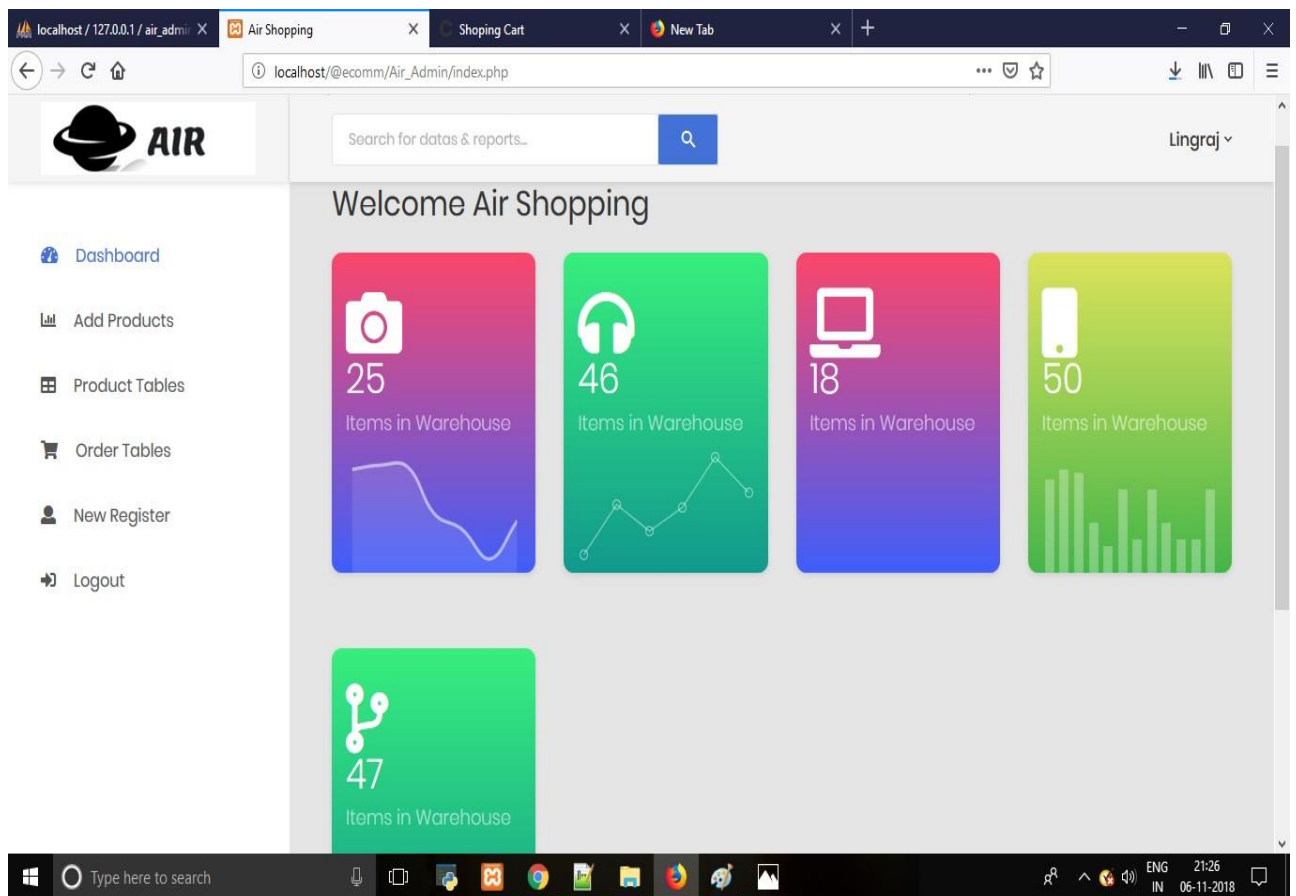 localhost / 127.0.0.1 / air_admi
Air Shopping
Shoping Cart
New Tab
localhost/@ecomm/Air_Admin/index.php
AIR
Search for datas & reports...
Lingraj
Welcome Air Shopping
Dashboard
Add Products
Product Tables
Order Tables
New Register
Logout
25
Items in Warehouse
46
Items in Warehouse
18
Items in Warehouse
50
Items in Warehouse
47
Items in Warehouse
Type here to search
ENG
IN
21:26
06-11-2018